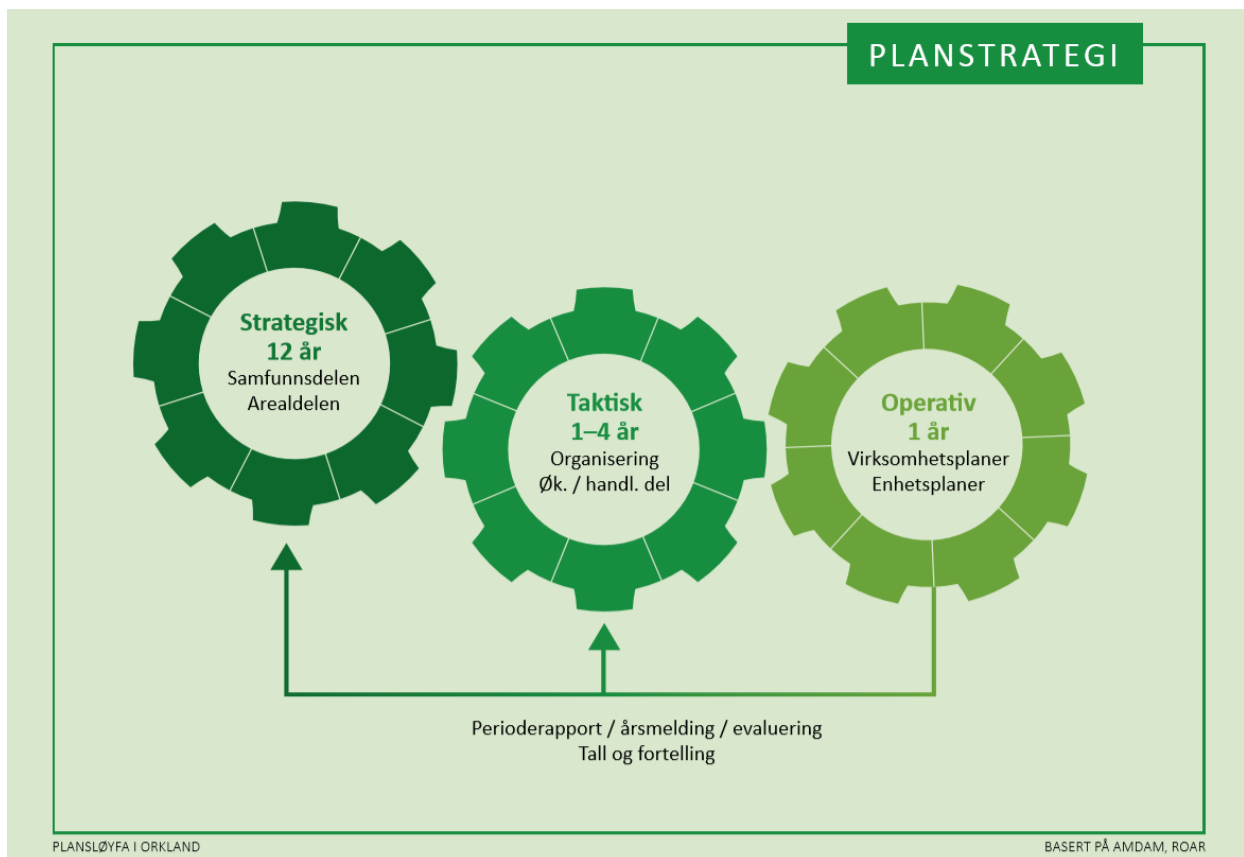 PLANSTRATEGI
Strategisk
12 år
Samfunnsdelen
Arealdelen
Taktisk
1–4 år
Organisering
Øk. / handl. del
Operativ
1 år
Virksomhetsplaner
Enhetsplaner
Perioderapport / årsmelding / evaluering
Tall og fortelling
PLANSLØYFA I ORKLAND
BASERT PÅ AMDAM, ROAR